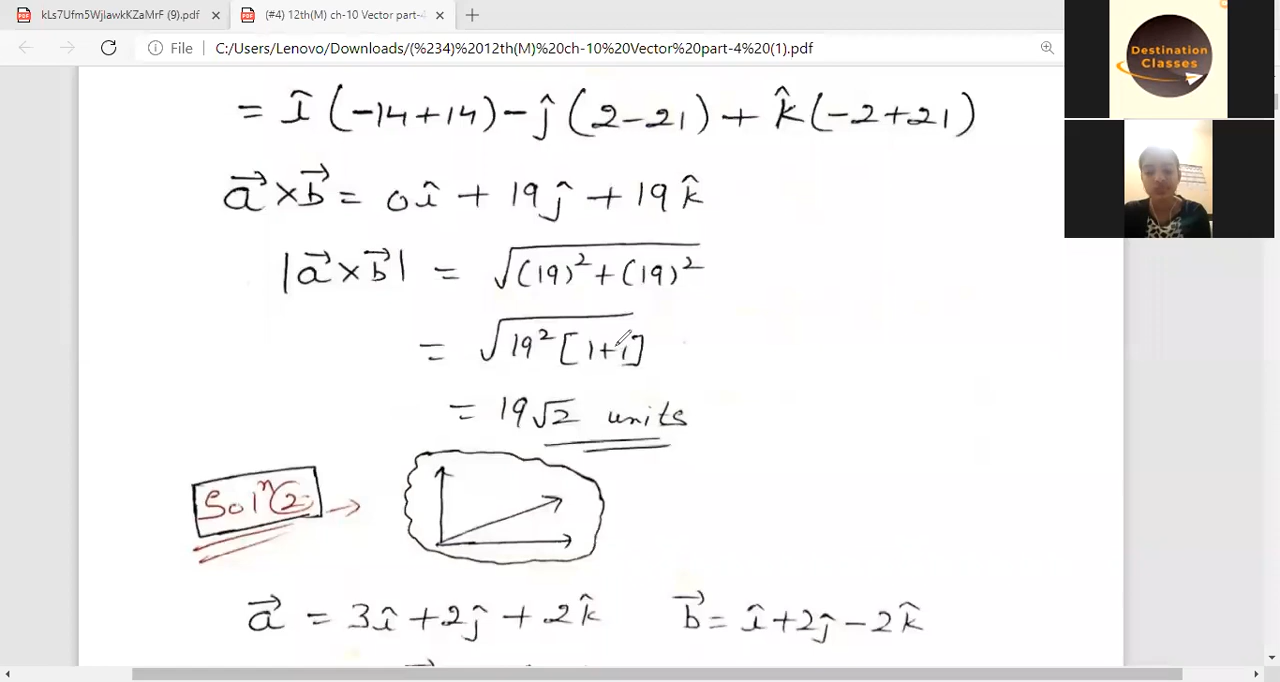 kLs7Ufm5WjlawkKZaMrF (9).pdf
(#4) 12th(M) ch-10 Vector part-4
File
C:/Users/Lenovo/Downloads/(%234)%2012th(M)%20ch-10%20Vector%20part-4%20(1).pdf
Destination
Classes
= î (-14+14) - ĵ (2-21) + k̂ (-2+21)
a⃗ × b⃗ = 0î + 19ĵ + 19k̂
|a⃗ × b⃗| = √(19)² + (19)²
= √19² [1+1]
= 19√2 units
Solⁿ 2 →
a⃗ = 3î + 2ĵ + 2k̂ b⃗ = î + 2ĵ - 2k̂